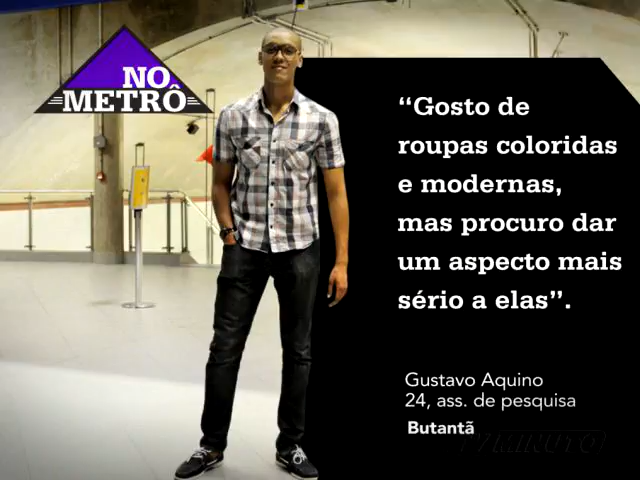 NO
METRÔ
“Gosto de
roupas coloridas
e modernas,
mas procuro dar
um aspecto mais
sério a elas”.
Gustavo Aquino
24, ass. de pesquisa
Butantã
7MINUTO